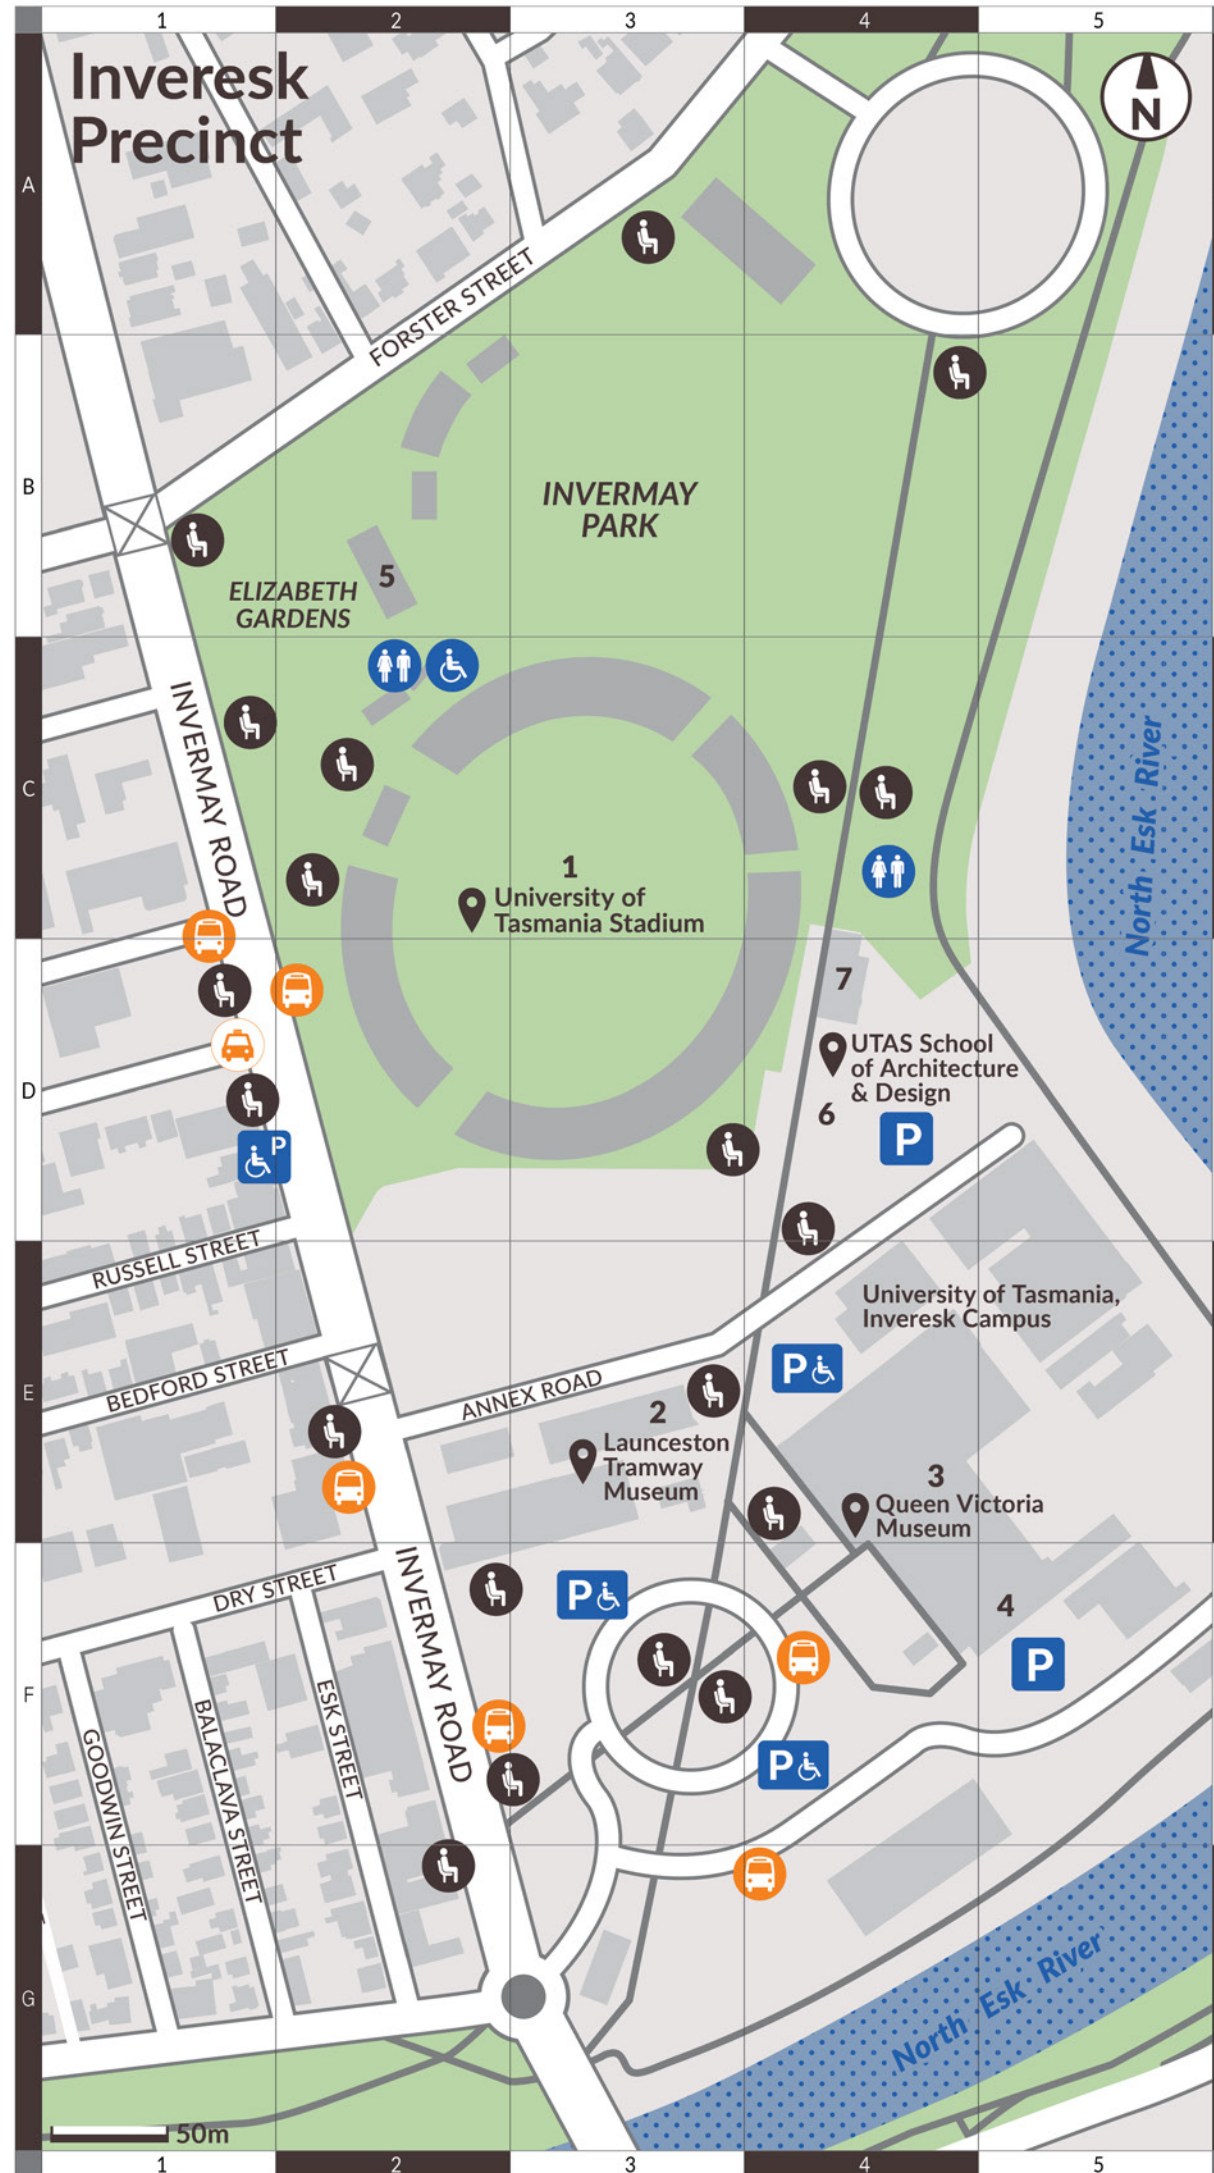 1 2 3 4 5
Inveresk
Precinct
N
A
FORSTER STREET
B
INVERMAY
PARK
5
ELIZABETH
GARDENS
INVERMAY ROAD
C
North Esk River
1
University of
Tasmania Stadium
7
UTAS School
of Architecture
& Design
D
6
P
P
RUSSELL STREET
University of Tasmania,
Inveresk Campus
BEDFORD STREET
P
E
ANNEX ROAD
2
Launceston
Tramway
Museum
3
Queen Victoria
Museum
DRY STREET
INVERMAY ROAD
P
4
P
F
GOODWIN STREET
BALACLAVA STREET
ESK STREET
P
G
North Esk River
50m
1 2 3 4 5